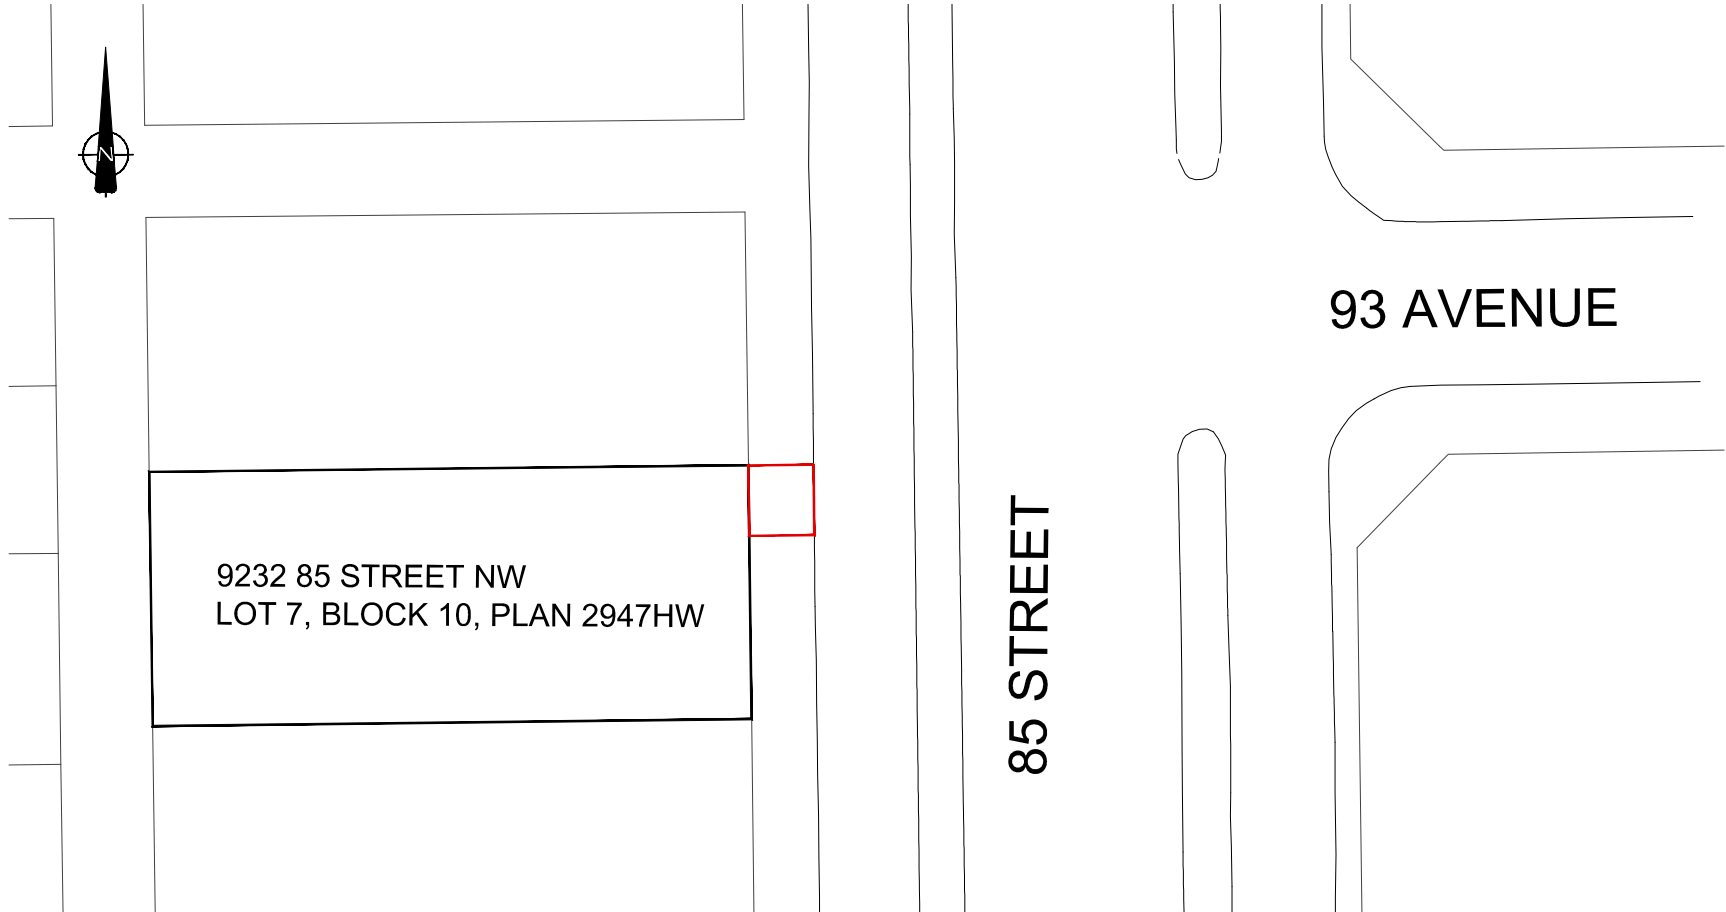 N
93 AVENUE
85 STREET
9232 85 STREET NW
LOT 7, BLOCK 10, PLAN 2947HW